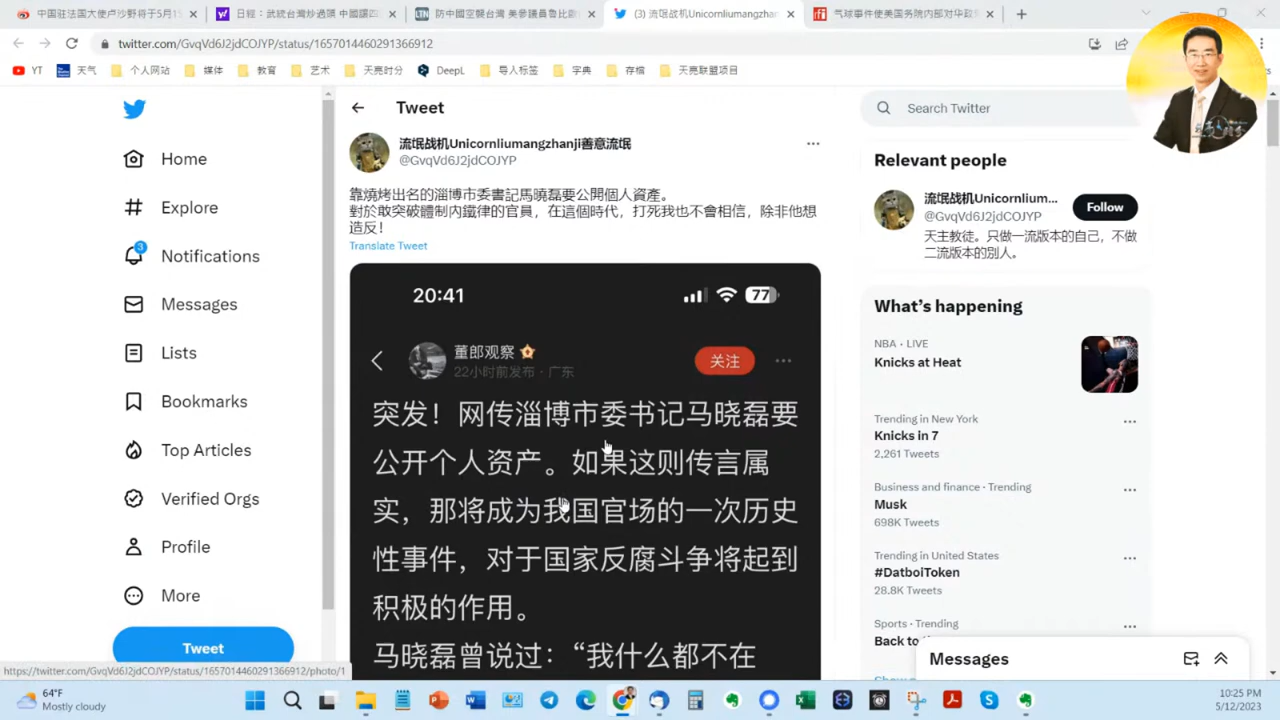 中国驻法国大使卢沙野将于5月15
日程：武統台灣炒過頭 中國讓四
LTN
防中國空襲台灣 美參議員魯比歐
(3) 流氓战机Unicornliumangzhan
气球事件使美国务院内部对华政
twitter.com/GvqVd6J2jdCOJYP/status/1657014460291366912
YT
天气
个人网站
媒体
教育
艺术
天亮时分
DeepL
导入标签
字典
存檔
天亮联盟项目
Tweet
Search Twitter
Home
Explore
3
Notifications
Messages
Lists
Bookmarks
Top Articles
Verified Orgs
Profile
More
Tweet
流氓战机Unicornliumangzhanji善意流氓
@GvqVd6J2jdCOJYP
靠燒烤出名的淄博市委書記馬曉磊要公開個人資產。
對於敢突破體制內鐵律的官員，在這個時代，打死我也不會相信，除非他想
造反！
Translate Tweet
20:41
77
董郎观察
22小时前发布 · 广东
关注
突发！网传淄博市委书记马晓磊要
公开个人资产。如果这则传言属
实，那将成为我国官场的一次历史
性事件，对于国家反腐斗争将起到
积极的作用。
马晓磊曾说过：“我什么都不在
Relevant people
流氓战机Unicornlium...
@GvqVd6J2jdCOJYP
Follow
天主教徒。只做一流版本的自己，不做
二流版本的別人。
What's happening
NBA · LIVE
Knicks at Heat
Trending in New York
Knicks in 7
2,261 Tweets
Business and finance · Trending
Musk
698K Tweets
Trending in United States
#DatboiToken
28.8K Tweets
Sports · Trending
Back to
Messages
https://twitter.com/GvqVd6J2jdCOJYP/status/1657014460291366912/photo/1
64°F
Mostly cloudy
10:25 PM
5/12/2023